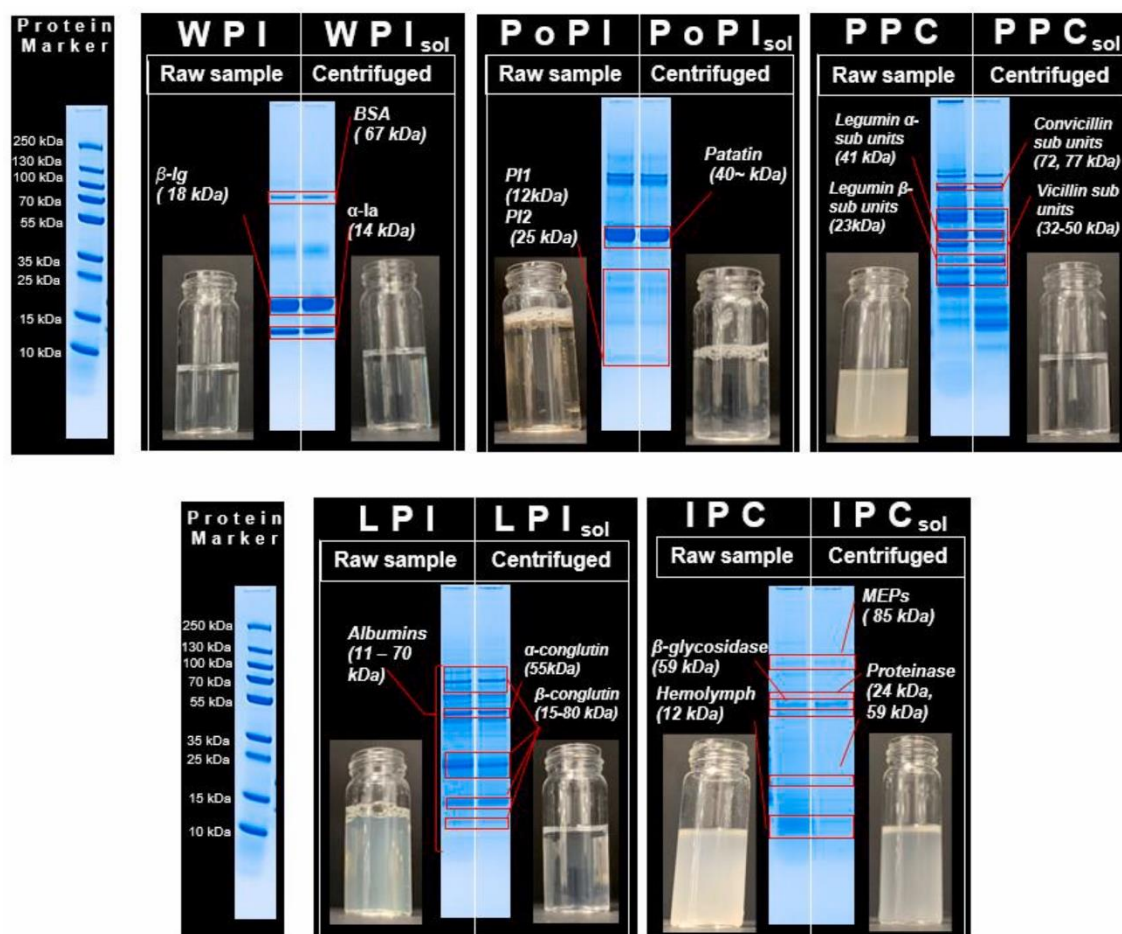 Protein
Marker
250 kDa
130 kDa
100 kDa
70 kDa
55 kDa
35 kDa
25 kDa
15 kDa
10 kDa
WPI WPIsol
Raw sample Centrifuged
BSA
( 67 kDa)
β-lg
( 18 kDa)
α-la
(14 kDa)
PoPI PoPIsol
Raw sample Centrifuged
PI1
(12kDa)
PI2
(25 kDa)
Patatin
(40~ kDa)
PPC PPCsol
Raw sample Centrifuged
Legumin α-
sub units
(41 kDa)
Legumin β-
sub units
(23kDa)
Convicillin
sub units
(72, 77 kDa)
Vicillin sub
units
(32-50 kDa)
Protein
Marker
250 kDa
130 kDa
100 kDa
70 kDa
55 kDa
35 kDa
25 kDa
15 kDa
10 kDa
LPI LPIsol
Raw sample Centrifuged
Albumins
(11 – 70
kDa)
α-conglutin
(55kDa)
β-conglutin
(15-80 kDa)
IPC IPCsol
Raw sample Centrifuged
MEPs
( 85 kDa)
β-glycosidase
(59 kDa)
Hemolymph
(12 kDa)
Proteinase
(24 kDa,
59 kDa)